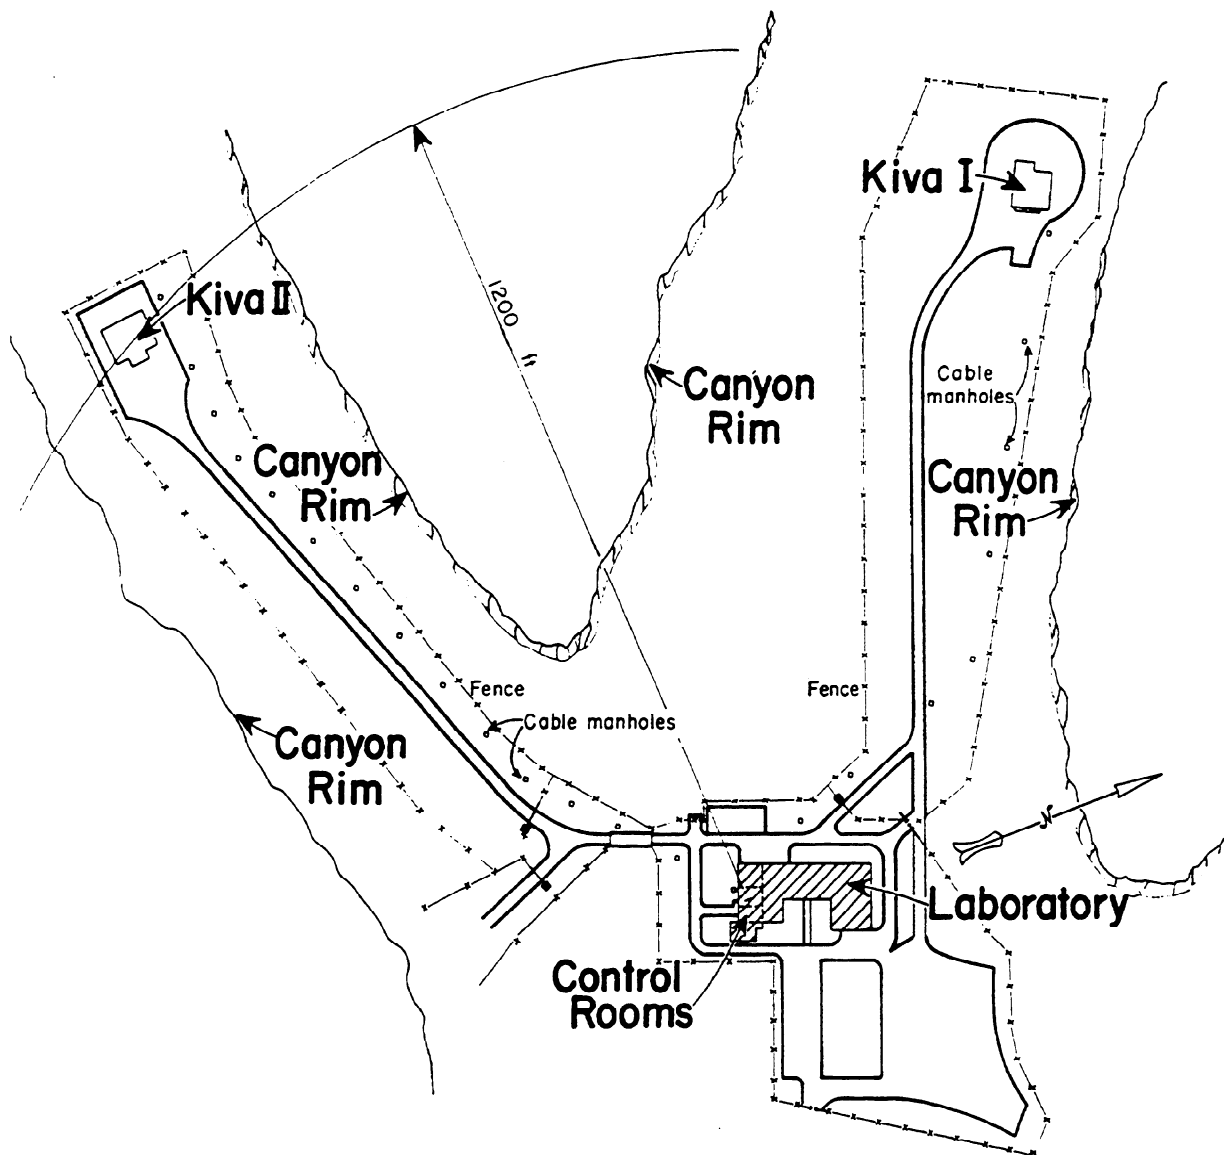 Kiva I
Kiva II
1200 ft
Canyon
Rim
Cable
manholes
Canyon
Rim
Canyon
Rim
Fence
Fence
Cable manholes
Canyon
Rim
N
Laboratory
Control
Rooms